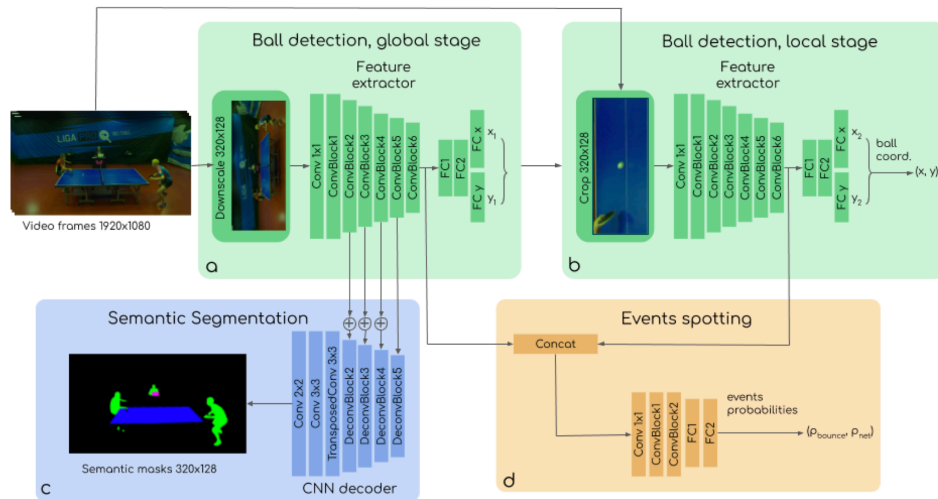 Ball detection, global stage
Ball detection, local stage
Feature
extractor
Feature
extractor
LIGA PRO
Video frames 1920x1080
Downscale 320x128
Conv 1x1
ConvBlock1
ConvBlock2
ConvBlock3
ConvBlock4
ConvBlock5
ConvBlock6
FC1
FC2
FC x
FC y
x₁
y₁
a
Crop 320x128
Conv 1x1
ConvBlock1
ConvBlock2
ConvBlock3
ConvBlock4
ConvBlock5
ConvBlock6
FC1
FC2
FC x
FC y
x₂
y₂
ball
coord.
(x, y)
b
Semantic Segmentation
Conv 2x2
Conv 3x3
TransposedConv 3x3
DeconvBlock2
DeconvBlock3
DeconvBlock4
DeconvBlock5
Semantic masks 320x128
CNN decoder
c
Events spotting
Concat
Conv 1x1
ConvBlock1
ConvBlock2
FC1
FC2
events
probabilities
(ρbounce, ρnet)
d